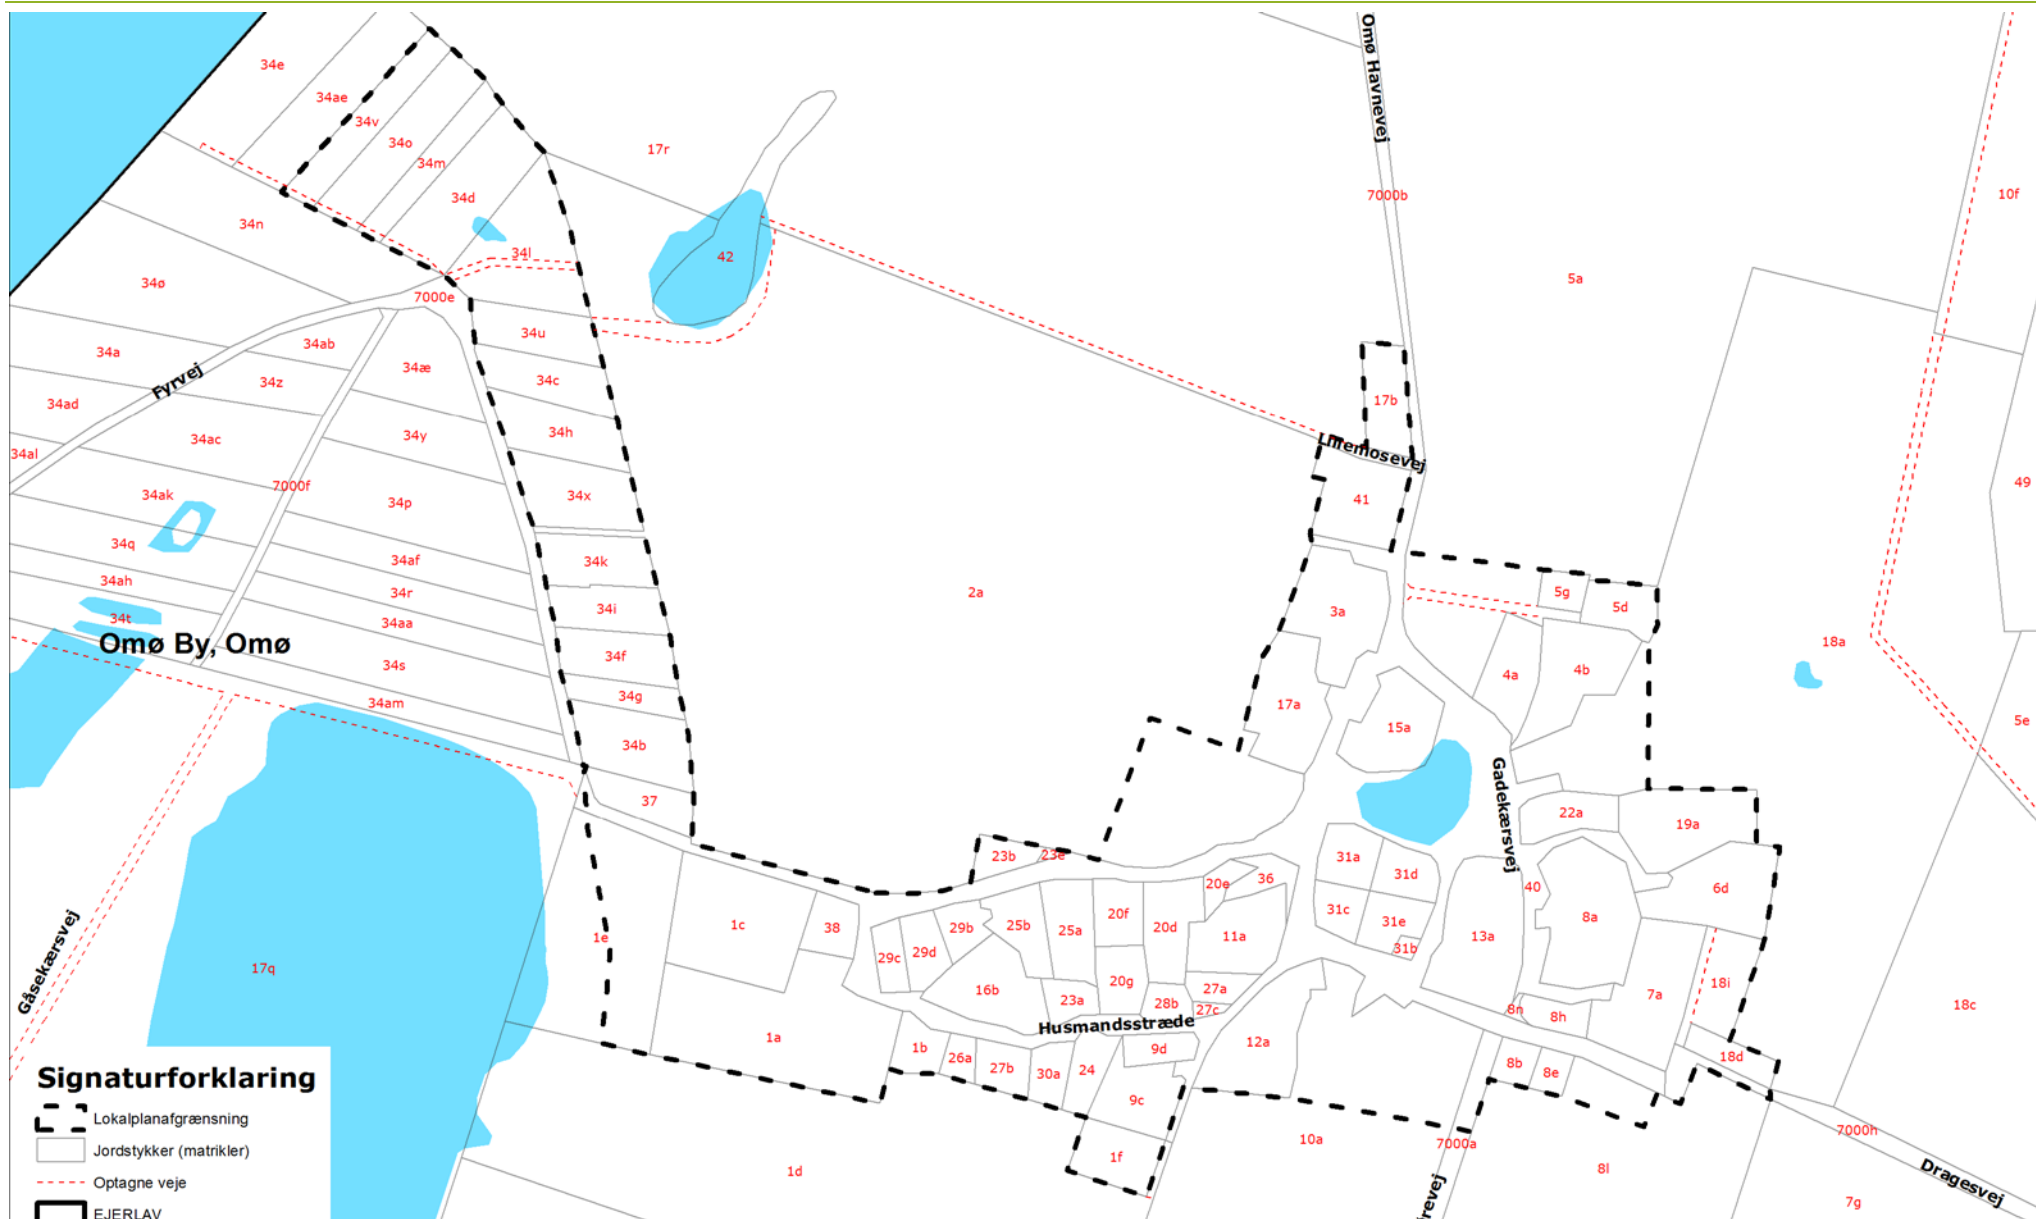 34e
34ae
34v
34o
34m
34d
34n
34l
34ø
7000e
17r
42
Omø Havnevej
7000b
10f
5a
34u
34c
34h
34x
34k
34i
34f
34g
34b
37
34a
34ab
34æ
Fyrvej
34z
34ad
34ac
34y
34al
7000f
34ak
34p
34q
34af
34ah
34r
34t
34aa
Omø By, Omø
34s
34am
17b
Lillemosevej
41
49
2a
5g
5d
3a
18a
4a
4b
17a
15a
5e
Gadekærsvej
22a
19a
23b
23e
31a
31d
20e
36
40
6d
31c
31e
31b
8a
1c
38
29b
25b
25a
20f
20d
11a
13a
1e
29c
29d
Gåsekærsvej
17q
16b
23a
20g
27a
28b
27c
8n
8h
7a
18i
18c
Husmandsstræde
1a
1b
26a
27b
30a
24
9d
12a
18d
8b
8e
9c
1f
10a
7000a
7000h
1d
8l
Dragesvej
7g
revej
Signaturforklaring
Lokalplanafgrænsning
Jordstykker (matrikler)
Optagne veje
EJERLAV